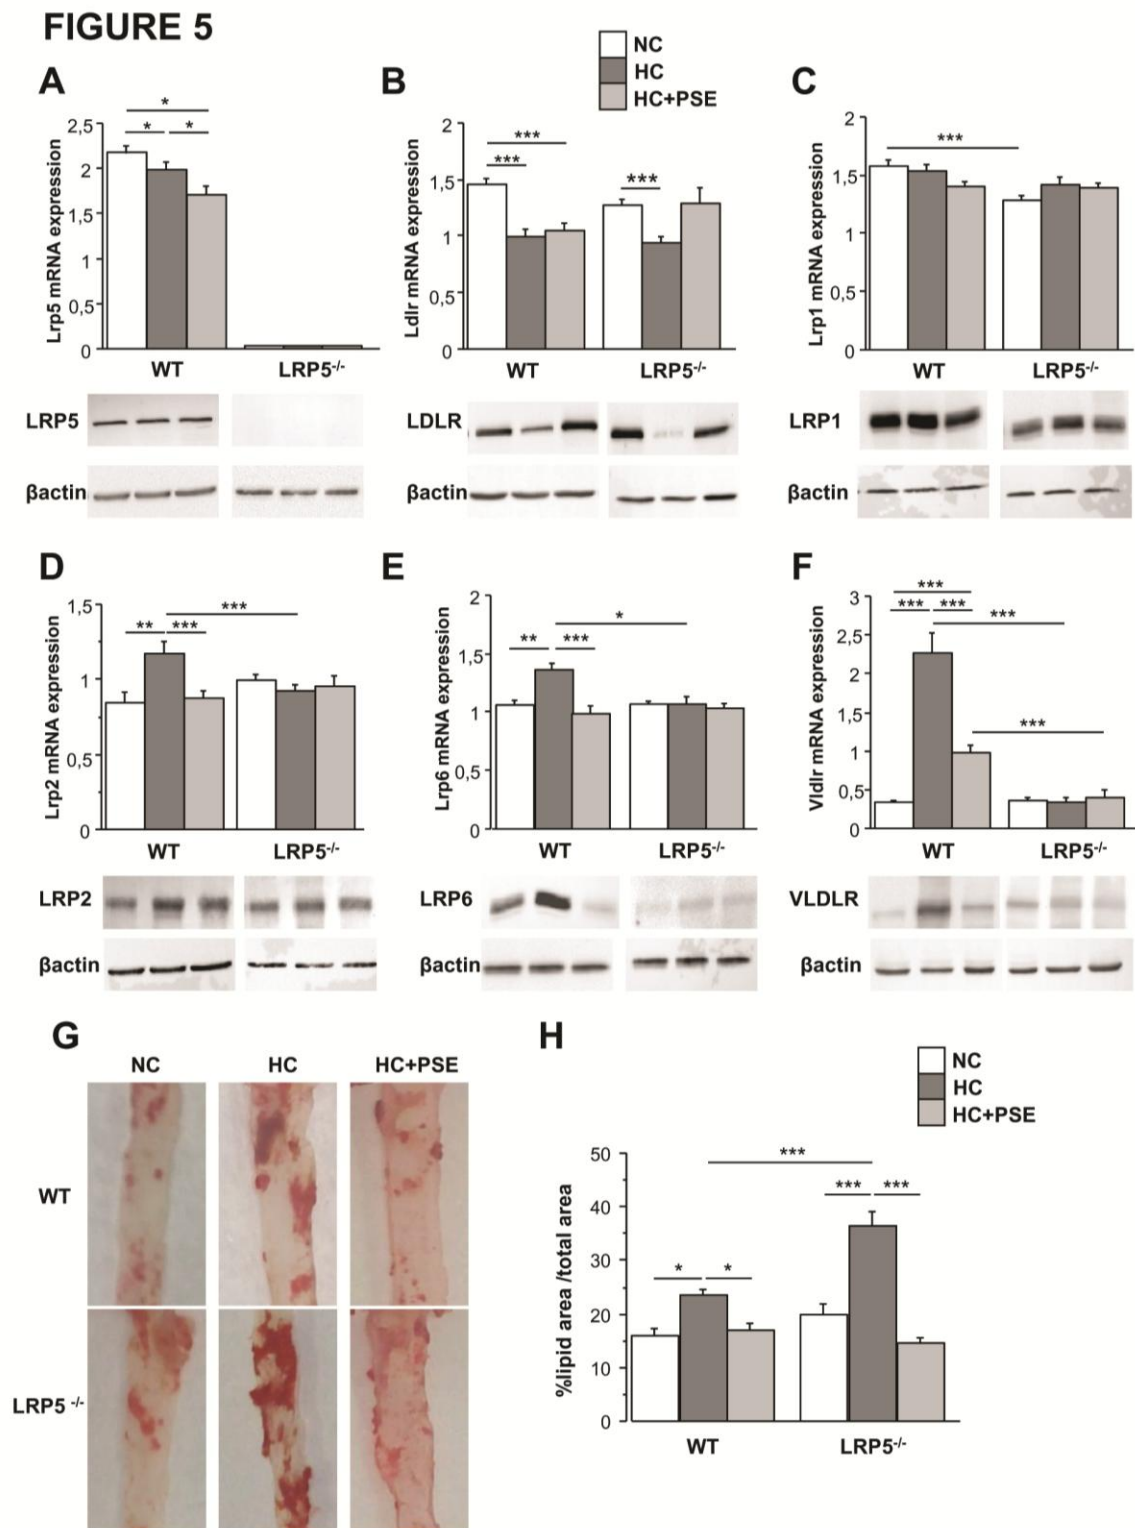 FIGURE 5
NC
HC
HC+PSE
A
Lrp5 mRNA expression
2,5
2
1,5
1
0,5
0
*
*
*
WT
LRP5-/-
LRP5
βactin
B
Ldlr mRNA expression
2
1,5
1
0,5
0
***
***
***
WT
LRP5-/-
LDLR
βactin
C
Lrp1 mRNA expression
2
1,5
1
0,5
0
***
WT
LRP5-/-
LRP1
βactin
D
Lrp2 mRNA expression
1,5
1
0,5
0
***
**
***
WT
LRP5-/-
LRP2
βactin
E
Lrp6 mRNA expression
2
1,5
1
0,5
0
*
**
***
WT
LRP5-/-
LRP6
βactin
F
Vldlr mRNA expression
3
2,5
2
1,5
1
0,5
0
***
***
***
***
***
WT
LRP5-/-
VLDLR
βactin
G
NC
HC
HC+PSE
WT
LRP5 -/-
H
NC
HC
HC+PSE
%lipid area /total area
50
40
30
20
10
0
***
***
***
*
*
WT
LRP5-/-